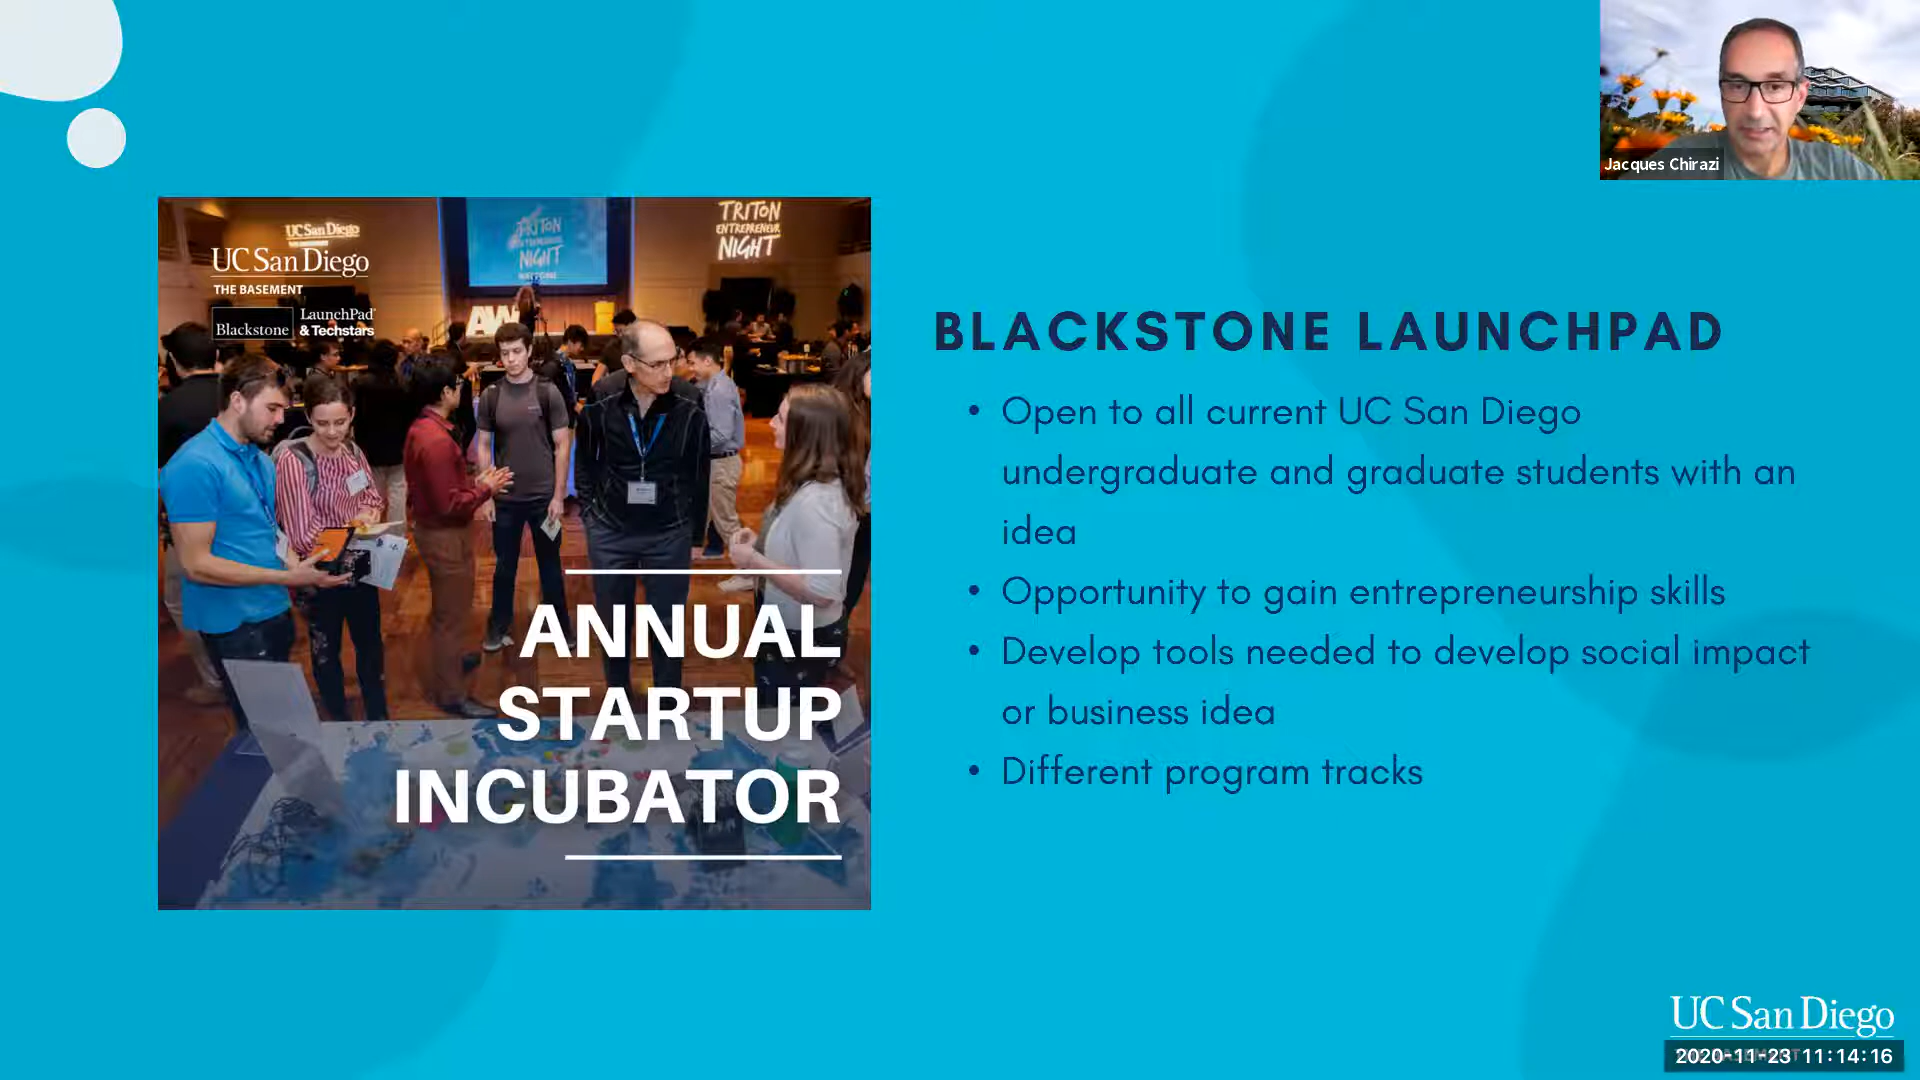 Jacques Chirazi
UC San Diego
TRITON
ENTREPRENEUR
NIGHT
TRITON
ENTREPRENEUR
NIGHT
UC San Diego
THE BASEMENT
Blackstone
LaunchPad
& Techstars
ANNUAL
STARTUP
INCUBATOR
BLACKSTONE LAUNCHPAD
• Open to all current UC San Diego
undergraduate and graduate students with an
idea
• Opportunity to gain entrepreneurship skills
• Develop tools needed to develop social impact
or business idea
• Different program tracks
UC San Diego
2020-11-23 11:14:16